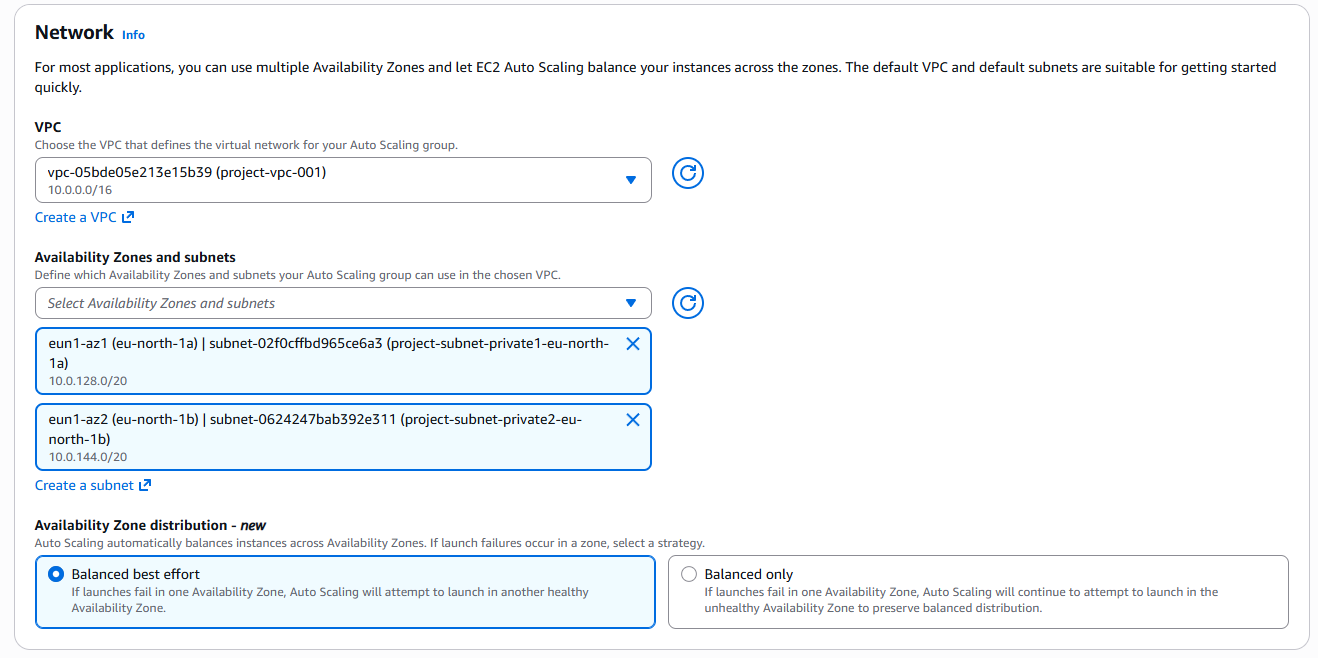 Network Info
For most applications, you can use multiple Availability Zones and let EC2 Auto Scaling balance your instances across the zones. The default VPC and default subnets are suitable for getting started
quickly.
VPC
Choose the VPC that defines the virtual network for your Auto Scaling group.
vpc-05bde05e213e15b39 (project-vpc-001)
10.0.0.0/16
Create a VPC
Availability Zones and subnets
Define which Availability Zones and subnets your Auto Scaling group can use in the chosen VPC.
Select Availability Zones and subnets
eun1-az1 (eu-north-1a) | subnet-02f0cffbd965ce6a3 (project-subnet-private1-eu-north-
1a)
10.0.128.0/20
eun1-az2 (eu-north-1b) | subnet-0624247bab392e311 (project-subnet-private2-eu-
north-1b)
10.0.144.0/20
Create a subnet
Availability Zone distribution - new
Auto Scaling automatically balances instances across Availability Zones. If launch failures occur in a zone, select a strategy.
Balanced best effort
If launches fail in one Availability Zone, Auto Scaling will attempt to launch in another healthy
Availability Zone.
Balanced only
If launches fail in one Availability Zone, Auto Scaling will continue to attempt to launch in the
unhealthy Availability Zone to preserve balanced distribution.